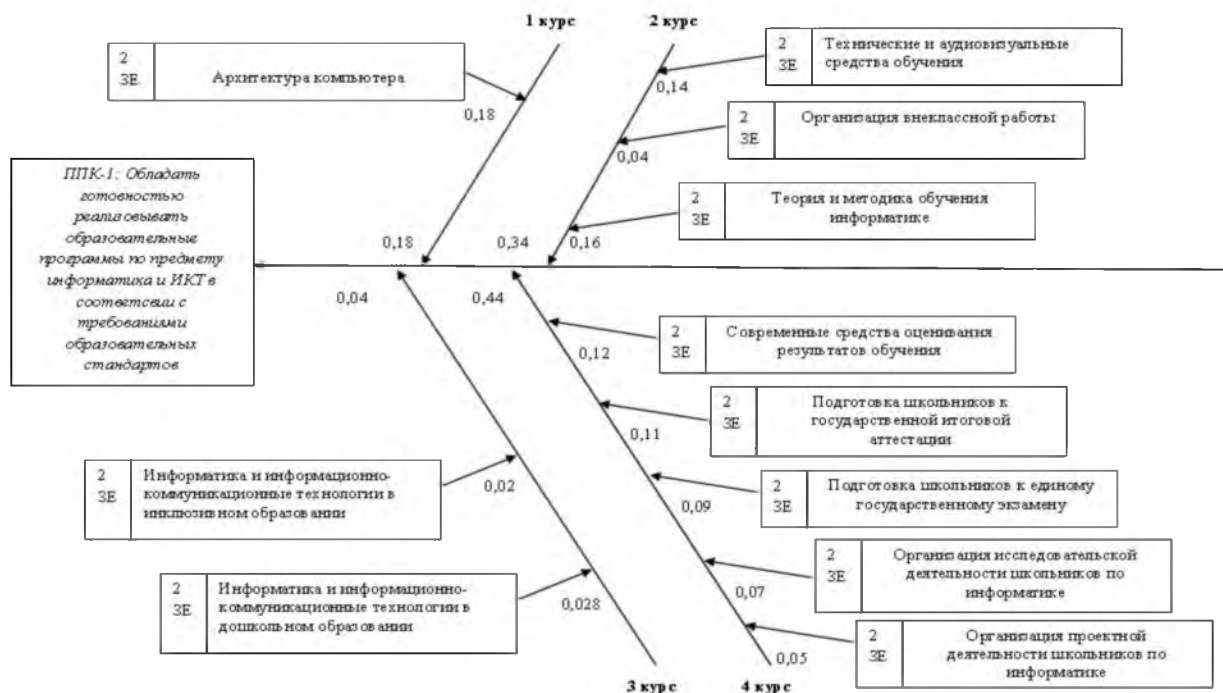 1 курс
2 курс
2
ЗЕ
Архитектура компьютера
0,18
2
ЗЕ
Технические и аудиовизуальные
средства обучения
0,14
2
ЗЕ
Организация внеклассной работы
0,04
2
ЗЕ
Теория и методика обучения
информатике
0,16
ППК-1: Обладать
готовностью
реализовывать
образовательные
программы по предмету
информатика и ИКТ в
соответсвии с
требованиями
образовательных
стандартов
0,18
0,34
0,04
0,44
2
ЗЕ
Современные средства оценивания
результатов обучения
0,12
2
ЗЕ
Подготовка школьников к
государственной итоговой
аттестации
0,11
2
ЗЕ
Информатика и информационно-
коммуникационные технологии в
инклюзивном образовании
0,02
2
ЗЕ
Подготовка школьников к единому
государственному экзамену
0,09
2
ЗЕ
Организация исследовательской
деятельности школьников по
информатике
0,07
2
ЗЕ
Информатика и информационно-
коммуникационные технологии в
дошкольном образовании
0,028
2
ЗЕ
Организация проектной
деятельности школьников по
информатике
0,05
3 курс
4 курс